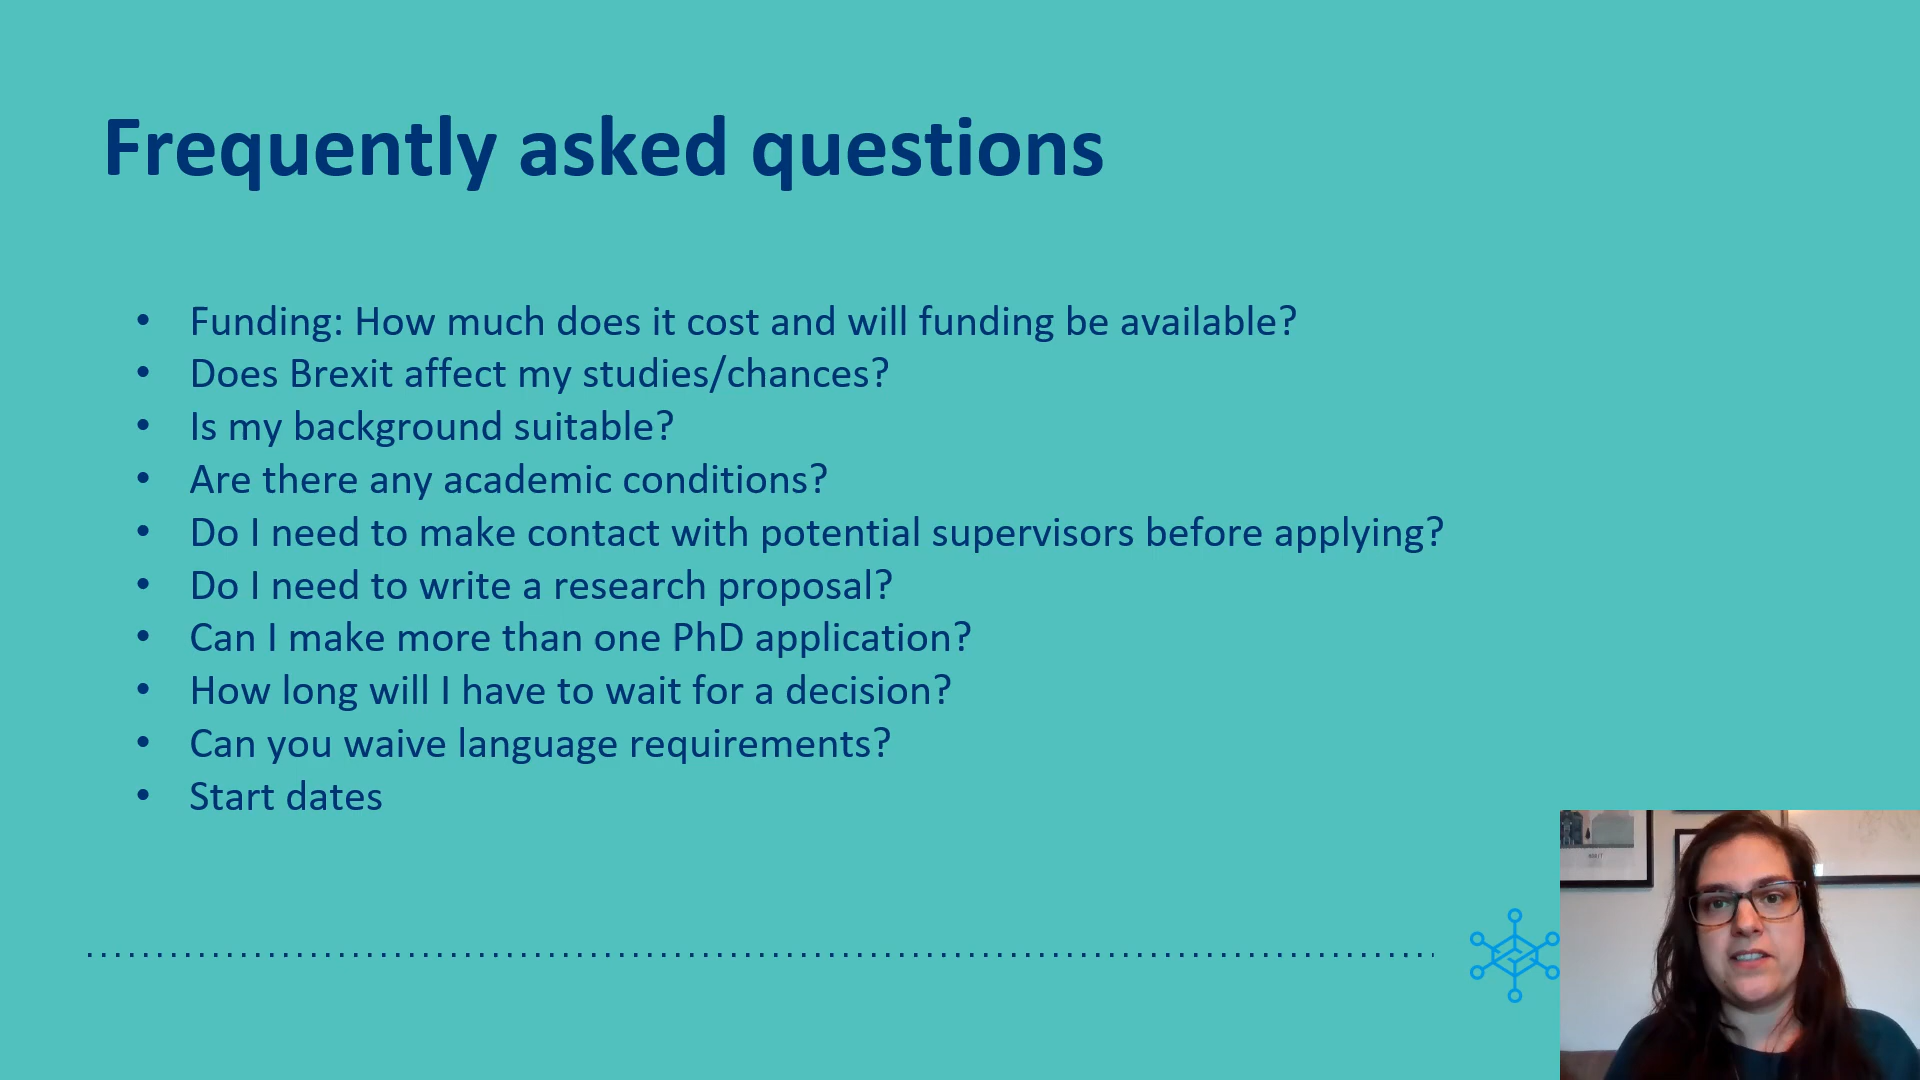 Frequently asked questions
• Funding: How much does it cost and will funding be available?
• Does Brexit affect my studies/chances?
• Is my background suitable?
• Are there any academic conditions?
• Do I need to make contact with potential supervisors before applying?
• Do I need to write a research proposal?
• Can I make more than one PhD application?
• How long will I have to wait for a decision?
• Can you waive language requirements?
• Start dates